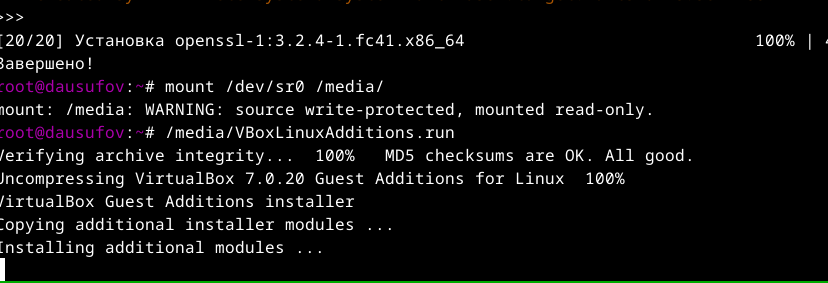 >>>
[20/20] Установка openssl-1:3.2.4-1.fc41.x86_64 100% |
Завершено!
root@dausufov:~# mount /dev/sr0 /media/
mount: /media: WARNING: source write-protected, mounted read-only.
root@dausufov:~# /media/VBoxLinuxAdditions.run
Verifying archive integrity... 100% MD5 checksums are OK. All good.
Uncompressing VirtualBox 7.0.20 Guest Additions for Linux 100%
VirtualBox Guest Additions installer
Copying additional installer modules ...
Installing additional modules ...